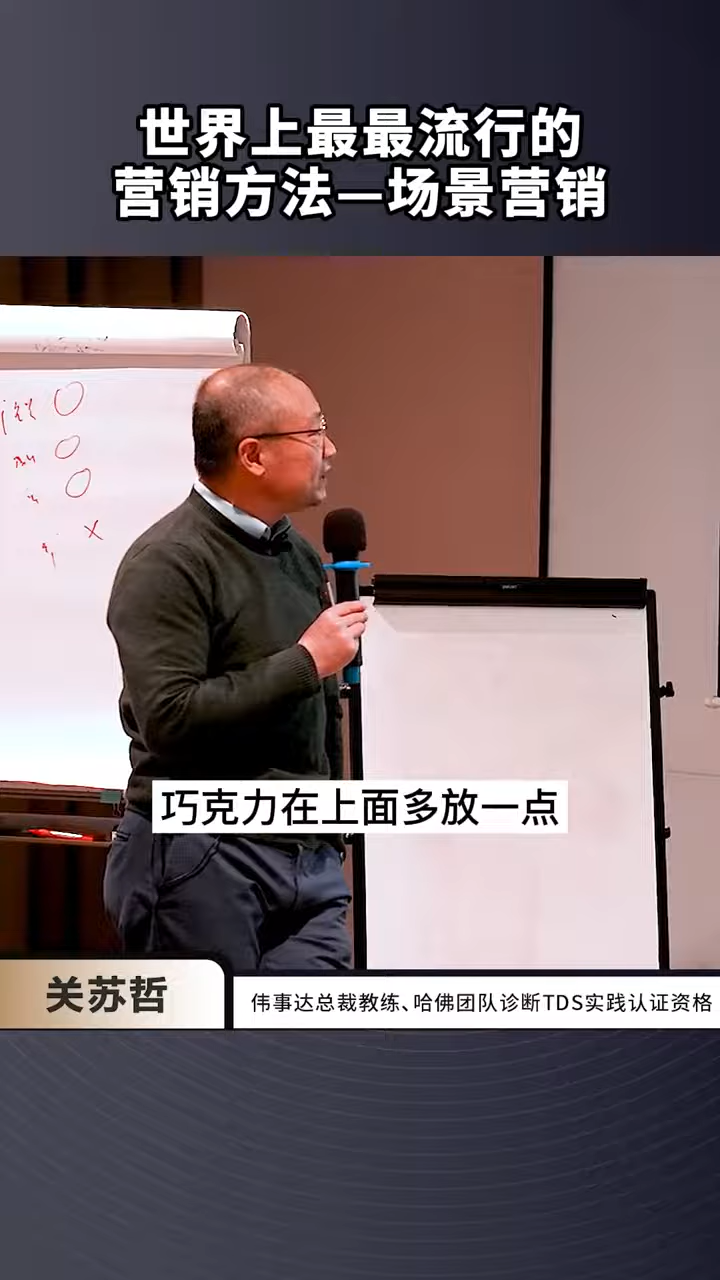 世界上最最流行的
营销方法—场景营销
巧克力在上面多放一点
关苏哲
伟事达总裁教练、哈佛团队诊断TDS实践认证资格